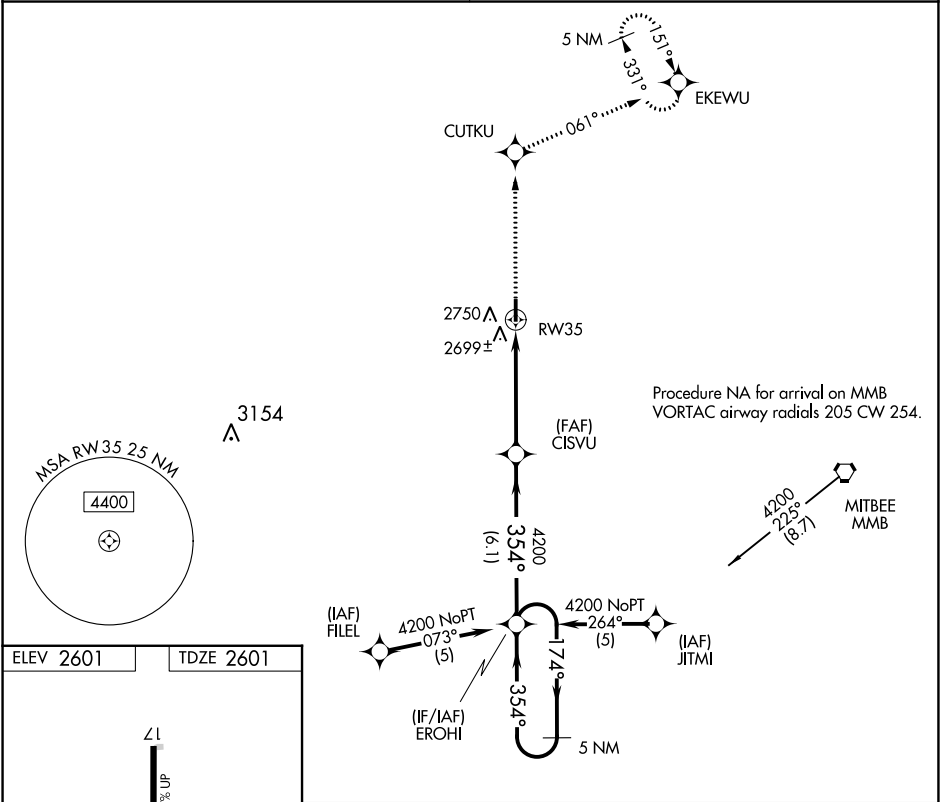 5 NM
151°
331°
EKEWU
CUTKU
061°
2750
RW35
2699±
Procedure NA for arrival on MMB
VORTAC airway radials 205 CW 254.
3154
(FAF)
CISVU
MSA RW35 25 NM
4400
4200
225°
(8.7)
MITBEE
MMB
4200
354°
(6.1)
(IAF)
FILEL
4200 NoPT
073°
(5)
4200 NoPT
264°
(5)
(IAF)
JITMI
174°
354°
(IF/IAF)
EROHI
5 NM
ELEV 2601
TDZE 2601
17
% UP